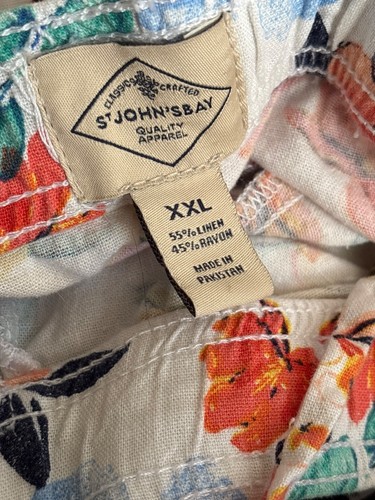 CLASSIC CRAFTED
ST JOHN'S BAY
QUALITY
APPAREL
XXL
55% LINEN
45% RAYON
MADE IN
PAKISTAN